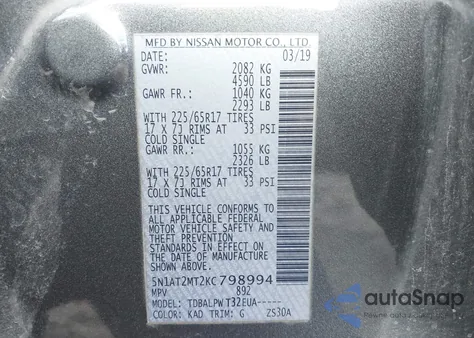 MFD BY NISSAN MOTOR CO., LTD.
DATE: 03/19
GVWR: 2082 KG
4590 LB
GAWR FR.: 1040 KG
2293 LB
WITH 225/65R17 TIRES
17 X 7J RIMS AT 33 PSI
COLD SINGLE
GAWR RR.: 1055 KG
2326 LB
WITH 225/65R17 TIRES
17 X 7J RIMS AT 33 PSI
COLD SINGLE
THIS VEHICLE CONFORMS TO
ALL APPLICABLE FEDERAL
MOTOR VEHICLE SAFETY AND
THEFT PREVENTION
STANDARDS IN EFFECT ON
THE DATE OF MANUFACTURE
SHOWN ABOVE.
5N1AT2MT2KC798994
MPV 892
MODEL: TDBALPW T32EUA-----
COLOR: KAD TRIM: G ZS30A
autoSnap